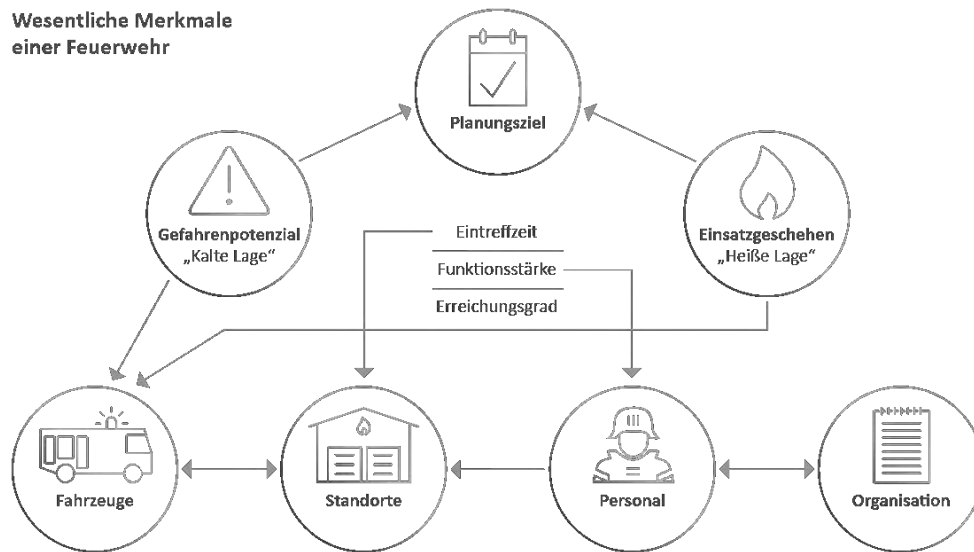 Wesentliche Merkmale
einer Feuerwehr
Planungsziel
Gefahrenpotenzial
„Kalte Lage“
Einsatzgeschehen
„Heiße Lage“
Eintreffzeit
Funktionsstärke
Erreichungsgrad
Fahrzeuge
Standorte
Personal
Organisation